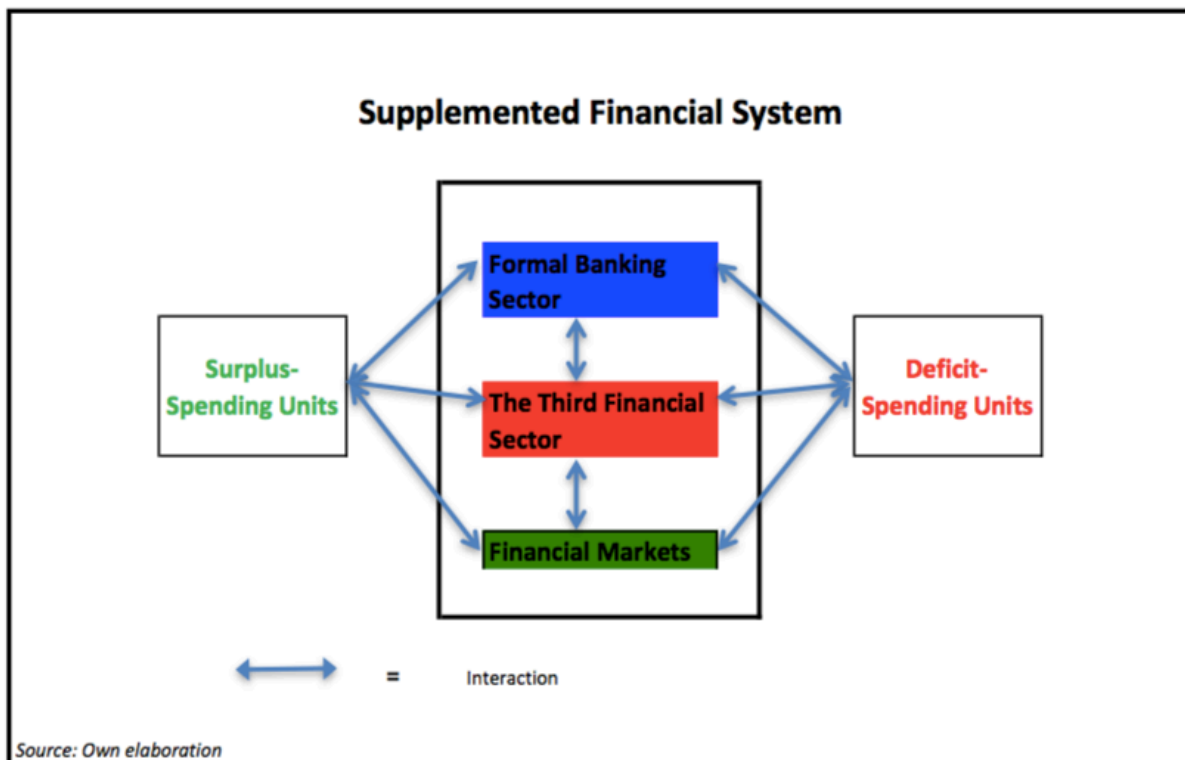 Supplemented Financial System
Formal Banking
Sector
Surplus-
Spending Units
The Third Financial
Sector
Deficit-
Spending Units
Financial Markets
= Interaction
Source: Own elaboration